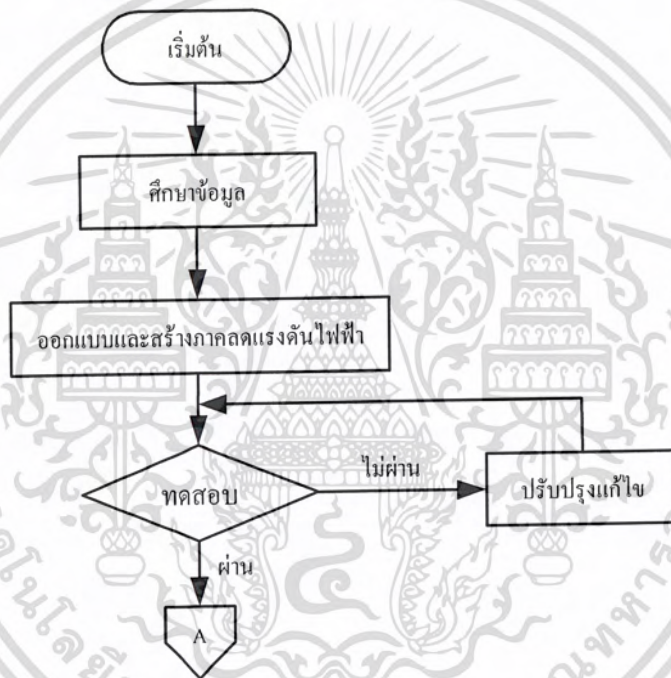 เริ่มต้น
ศึกษาข้อมูล
ออกแบบและสร้างภาคลดแรงดันไฟฟ้า
ทดสอบ
ไม่ผ่าน
ปรับปรุงแก้ไข
ผ่าน
A